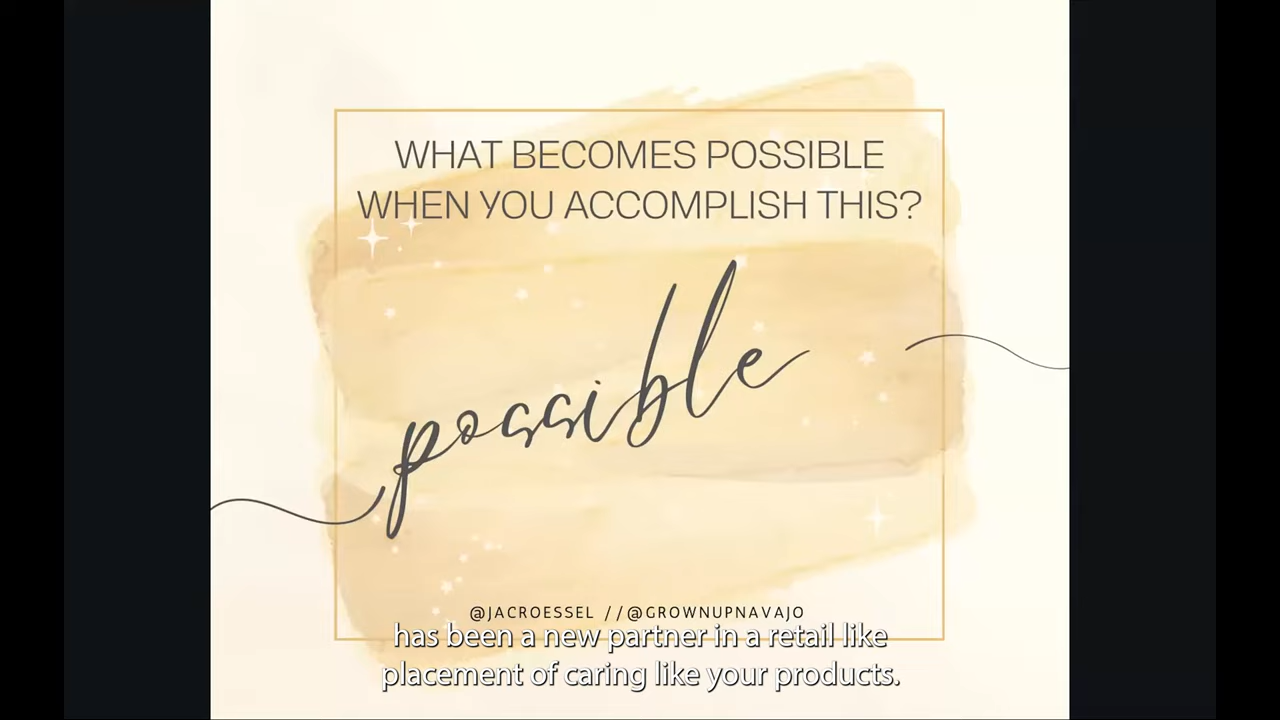 WHAT BECOMES POSSIBLE
WHEN YOU ACCOMPLISH THIS?
possible
@JACROESSEL //@GROWNUPNAVAJO
has been a new partner in a retail like
placement of caring like your products.